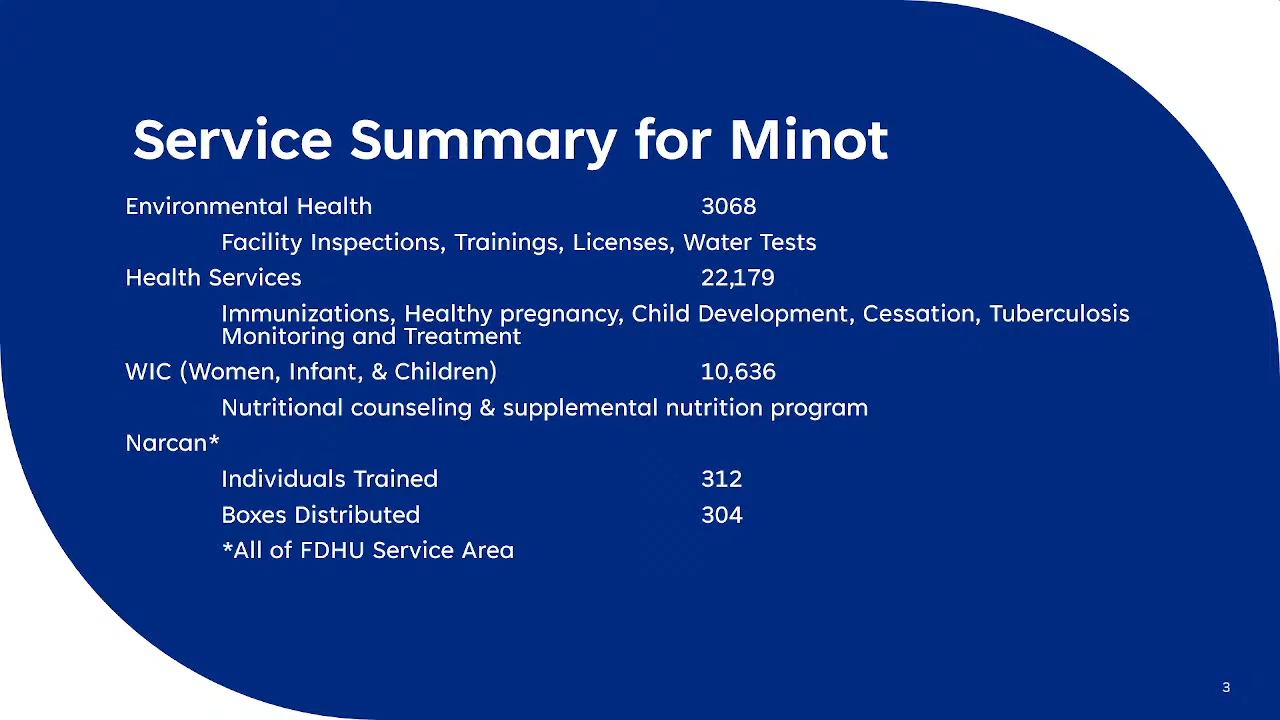 Service Summary for Minot
Environmental Health 3068
Facility Inspections, Trainings, Licenses, Water Tests
Health Services 22,179
Immunizations, Healthy pregnancy, Child Development, Cessation, Tuberculosis
Monitoring and Treatment
WIC (Women, Infant, & Children) 10,636
Nutritional counseling & supplemental nutrition program
Narcan*
Individuals Trained 312
Boxes Distributed 304
*All of FDHU Service Area
3